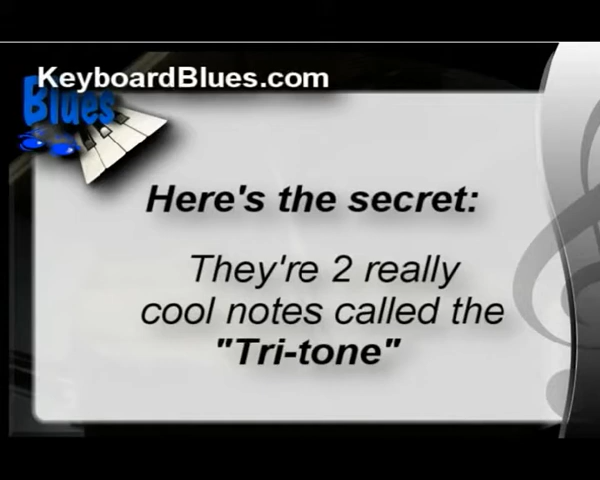 KeyboardBlues.com
Blues
Here's the secret:
They're 2 really
cool notes called the
"Tri-tone"